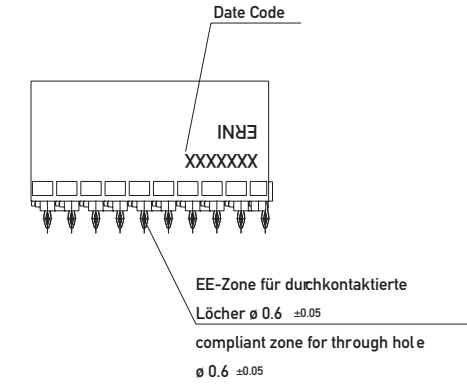 Date Code
ERNI
XXXXXXX
EE-Zone für durchkontaktierte
Löcher ø 0.6 ±0.05
compliant zone for through hole
ø 0.6 ±0.05